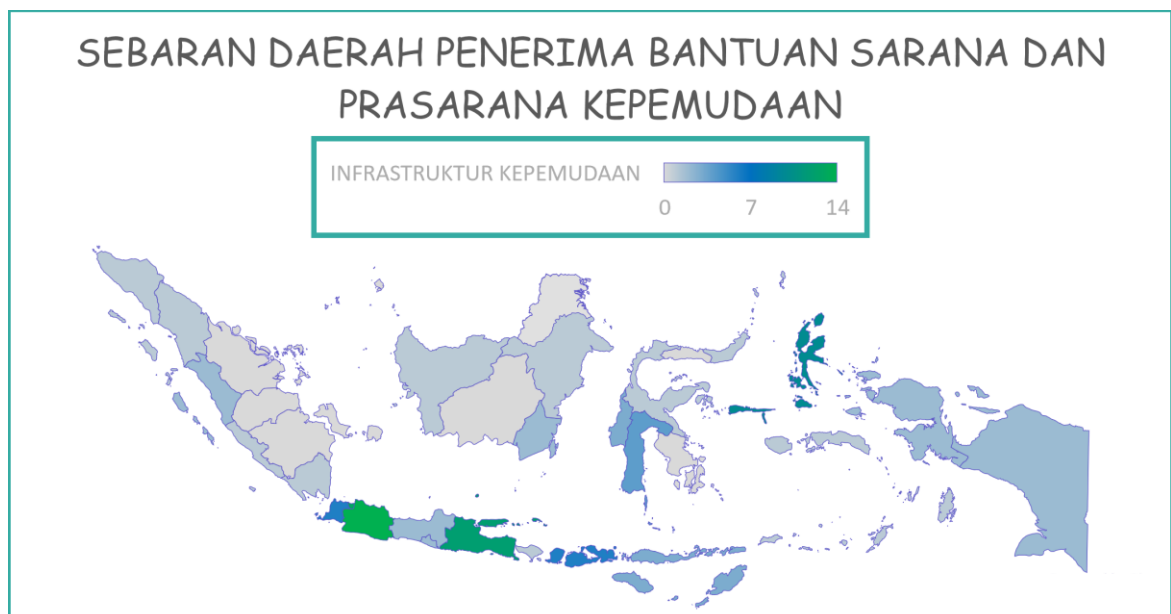 SEBARAN DAERAH PENERIMA BANTUAN SARANA DAN
PRASARANA KEPEMUDAAN
INFRASTRUKTUR KEPEMUDAAN
0 7 14